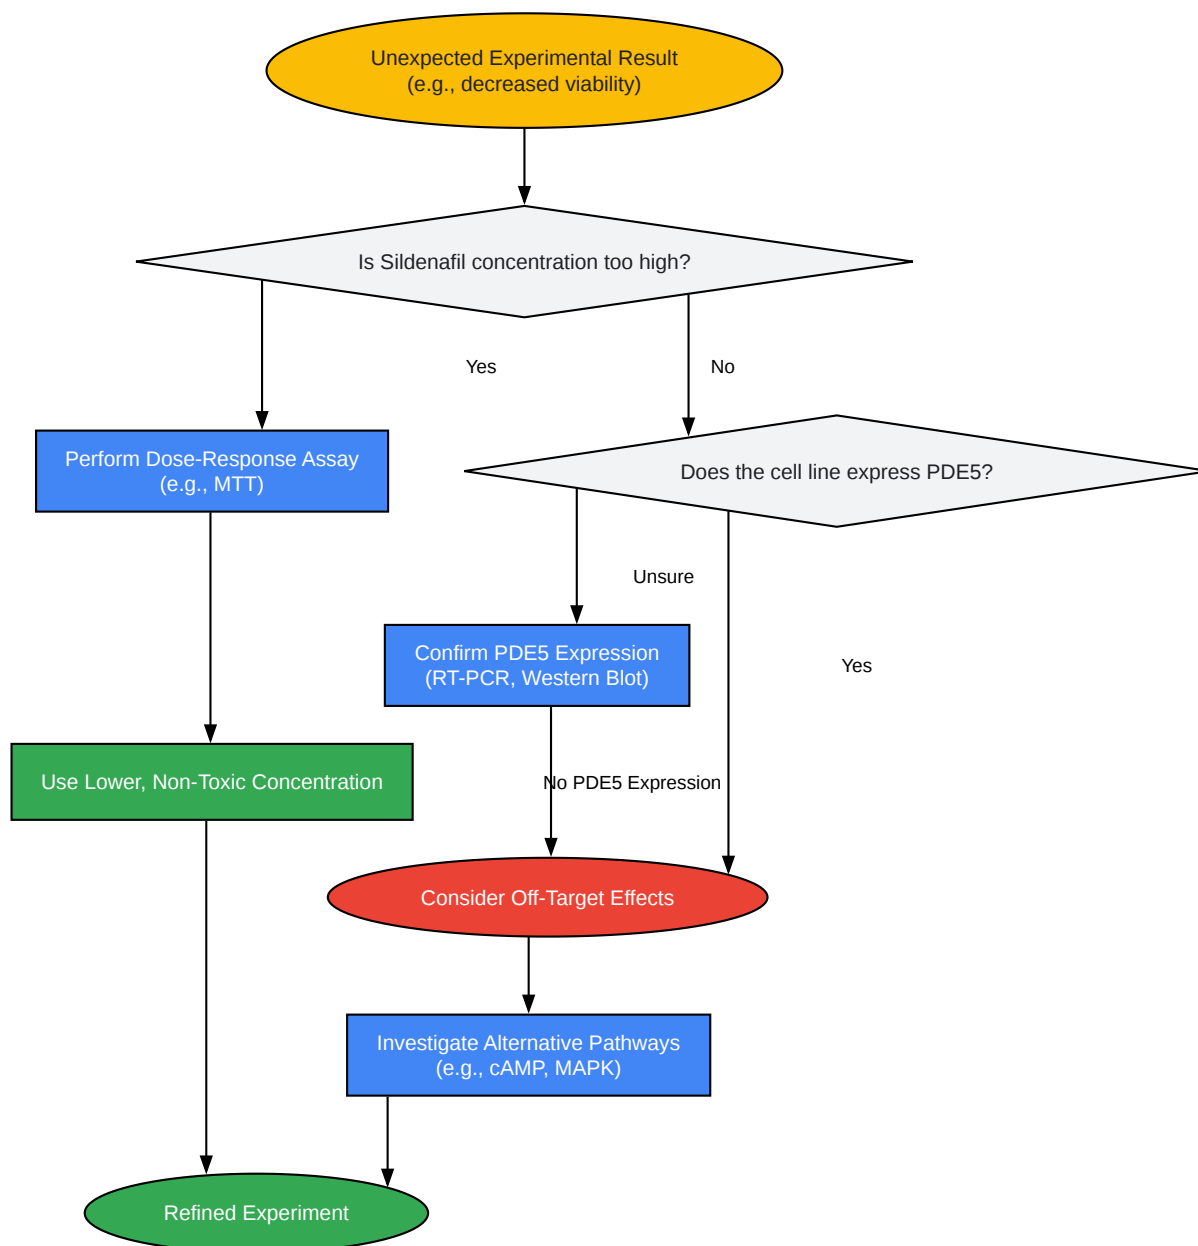 Unexpected Experimental Result
(e.g., decreased viability)
Is Sildenafil concentration too high?
Yes
No
Perform Dose-Response Assay
(e.g., MTT)
Does the cell line express PDE5?
Unsure
Confirm PDE5 Expression
(RT-PCR, Western Blot)
Yes
Use Lower, Non-Toxic Concentration
No PDE5 Expression
Consider Off-Target Effects
Investigate Alternative Pathways
(e.g., cAMP, MAPK)
Refined Experiment